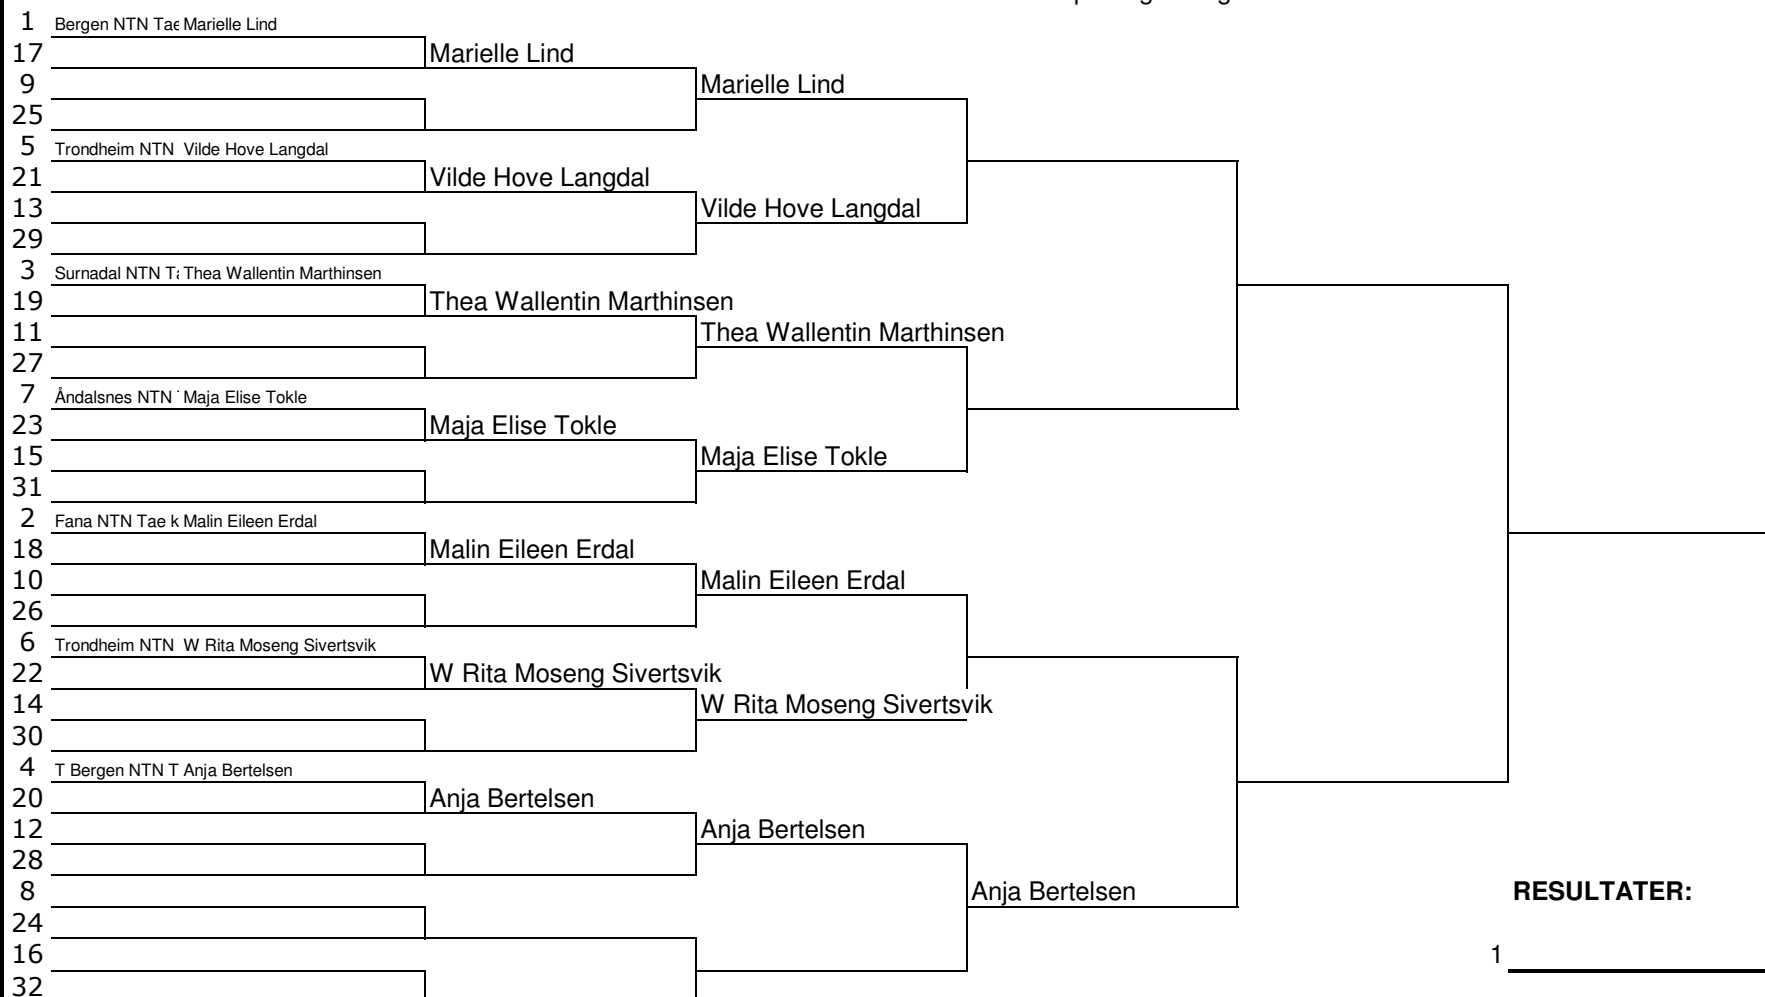 1 Bergen NTN Tae Marielle Lind
17 Marielle Lind
9 Marielle Lind
25
5 Trondheim NTN Vilde Hove Langdal
21 Vilde Hove Langdal
13 Vilde Hove Langdal
29
3 Surnadal NTN Thea Wallentin Marthinsen
19 Thea Wallentin Marthinsen
11 Thea Wallentin Marthinsen
27
7 Åndalsnes NTN Maja Elise Tokle
23 Maja Elise Tokle
15 Maja Elise Tokle
31
2 Fana NTN Tae k Malin Eileen Erdal
18 Malin Eileen Erdal
10 Malin Eileen Erdal
26
6 Trondheim NTN W Rita Moseng Sivertsvik
22 W Rita Moseng Sivertsvik
14 W Rita Moseng Sivertsvik
30
4 T Bergen NTN T Anja Bertelsen
20 Anja Bertelsen
12 Anja Bertelsen
28
8 Anja Bertelsen RESULTATER:
24
16 1
32